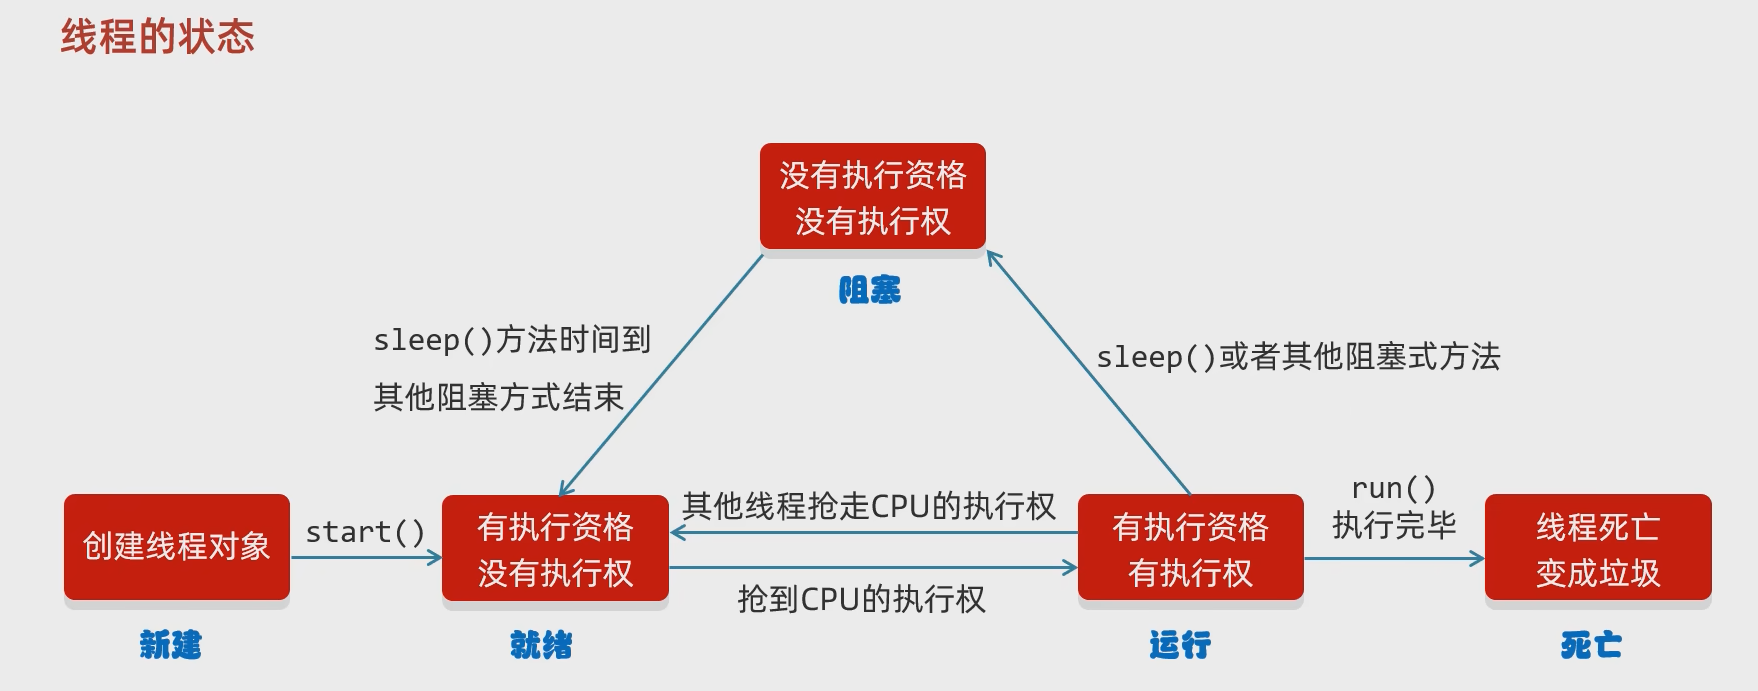 线程的状态
没有执行资格
没有执行权
阻塞
sleep()方法时间到
其他阻塞方式结束
sleep()或者其他阻塞式方法
创建线程对象
新建
start()
有执行资格
没有执行权
就绪
其他线程抢走CPU的执行权
抢到CPU的执行权
有执行资格
有执行权
运行
run()
执行完毕
线程死亡
变成垃圾
死亡